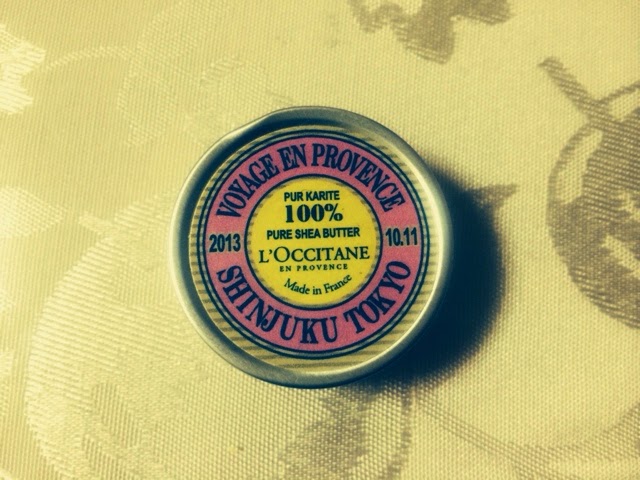 VOYAGE EN PROVENCE
PUR KARITE
100%
PURE SHEA BUTTER
2013
10.11
L'OCCITANE
EN PROVENCE
Made in France
SHINJUKU TOKYO